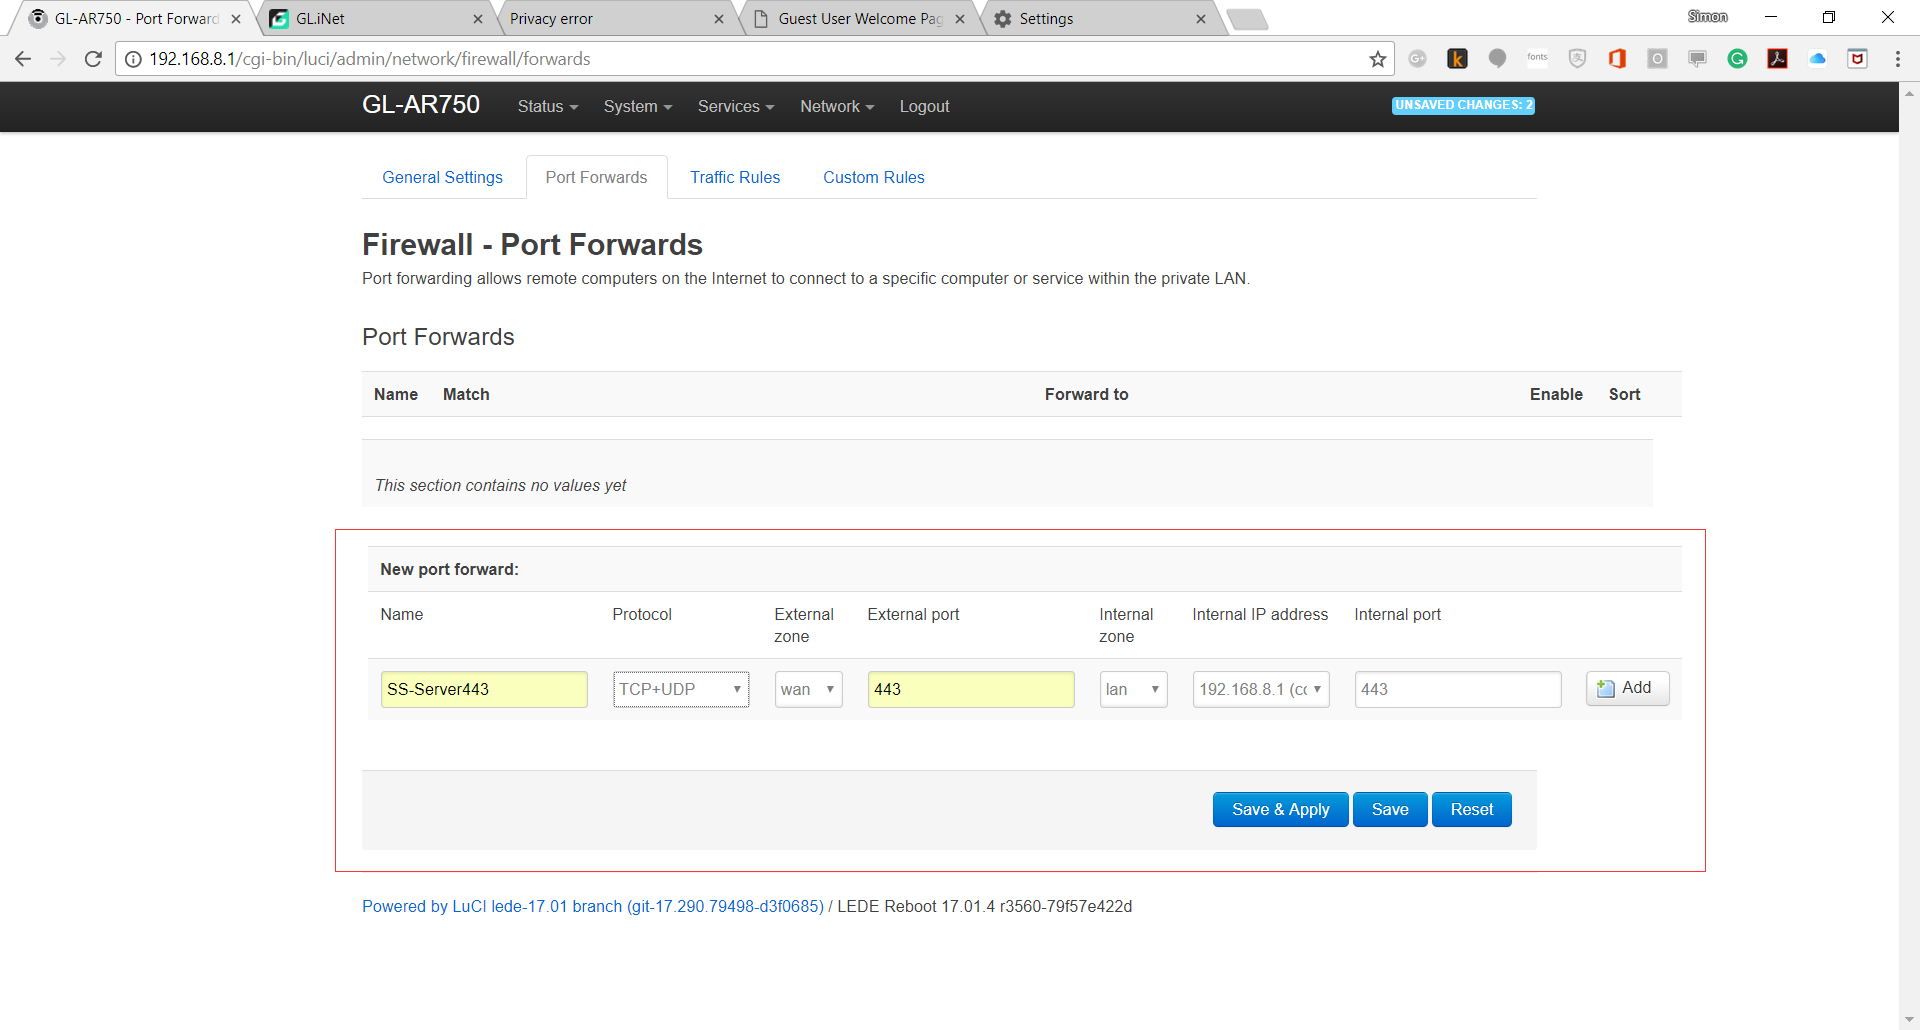 GL-AR750 - Port Forward
GL.iNet
Privacy error
Guest User Welcome Pag
Settings
Simon
192.168.8.1/cgi-bin/luci/admin/network/firewall/forwards
fonts
GL-AR750
Status
System
Services
Network
Logout
UNSAVED CHANGES: 2
General Settings
Port Forwards
Traffic Rules
Custom Rules
Firewall - Port Forwards
Port forwarding allows remote computers on the Internet to connect to a specific computer or service within the private LAN.
Port Forwards
Name Match Forward to Enable Sort
This section contains no values yet
New port forward:
Name Protocol External zone External port Internal zone Internal IP address Internal port
SS-Server443 TCP+UDP wan 443 lan 192.168.8.1 (cc 443 Add
Save & Apply Save Reset
Powered by LuCI lede-17.01 branch (git-17.290.79498-d3f0685) / LEDE Reboot 17.01.4 r3560-79f57e422d